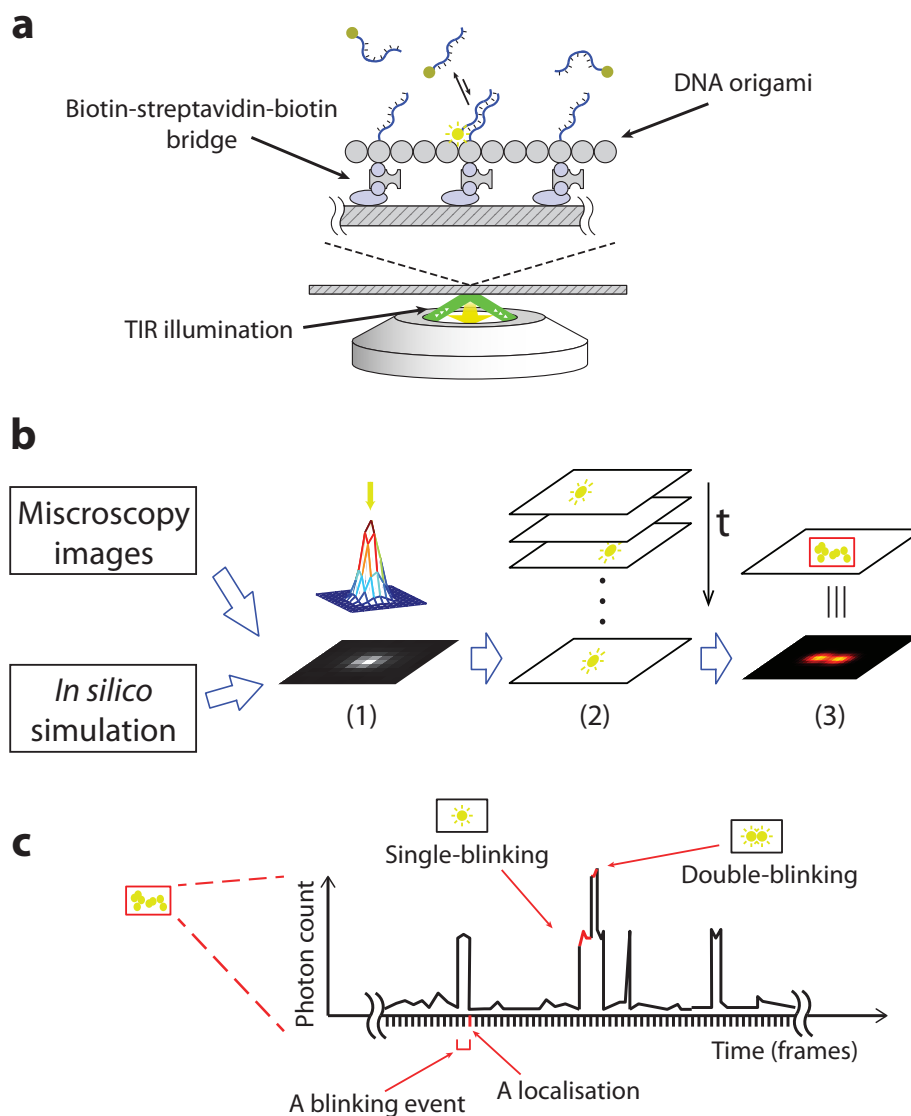 a
Biotin-streptavidin-biotin
bridge
DNA origami
TIR illumination
b
Miscroscopy
images
In silico
simulation
t
(1)
(2)
(3)
c
Single-blinking
Double-blinking
Photon count
Time (frames)
A blinking event
A localisation